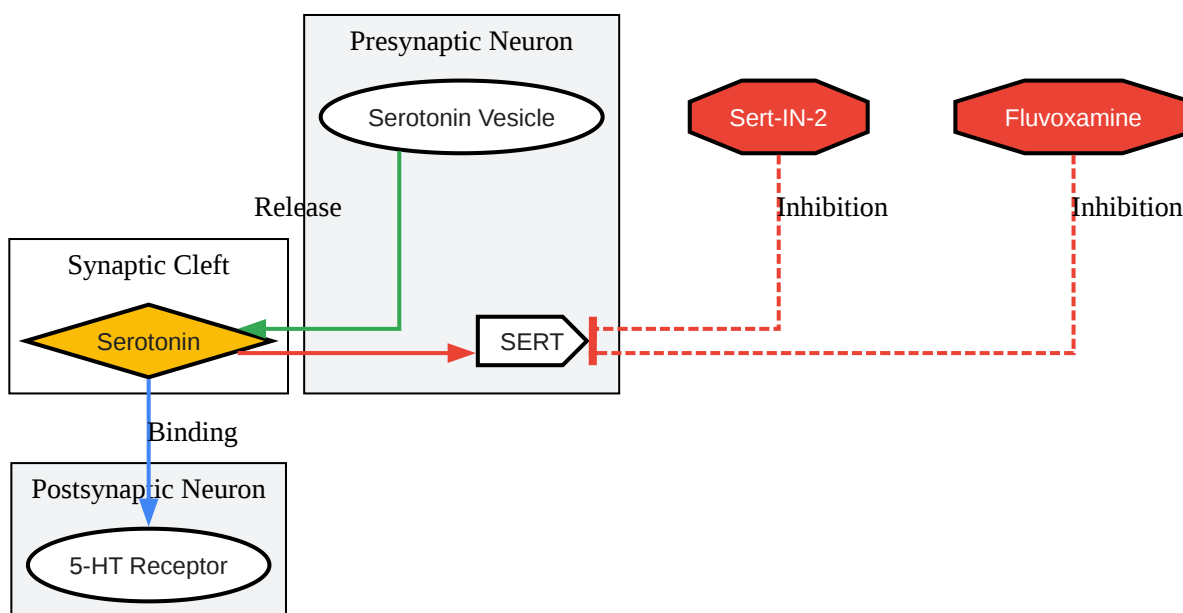 Presynaptic Neuron
Serotonin Vesicle
Sert-IN-2
Fluvoxamine
Release
Inhibition
Inhibition
Synaptic Cleft
Serotonin
SERT
Binding
Postsynaptic Neuron
5-HT Receptor